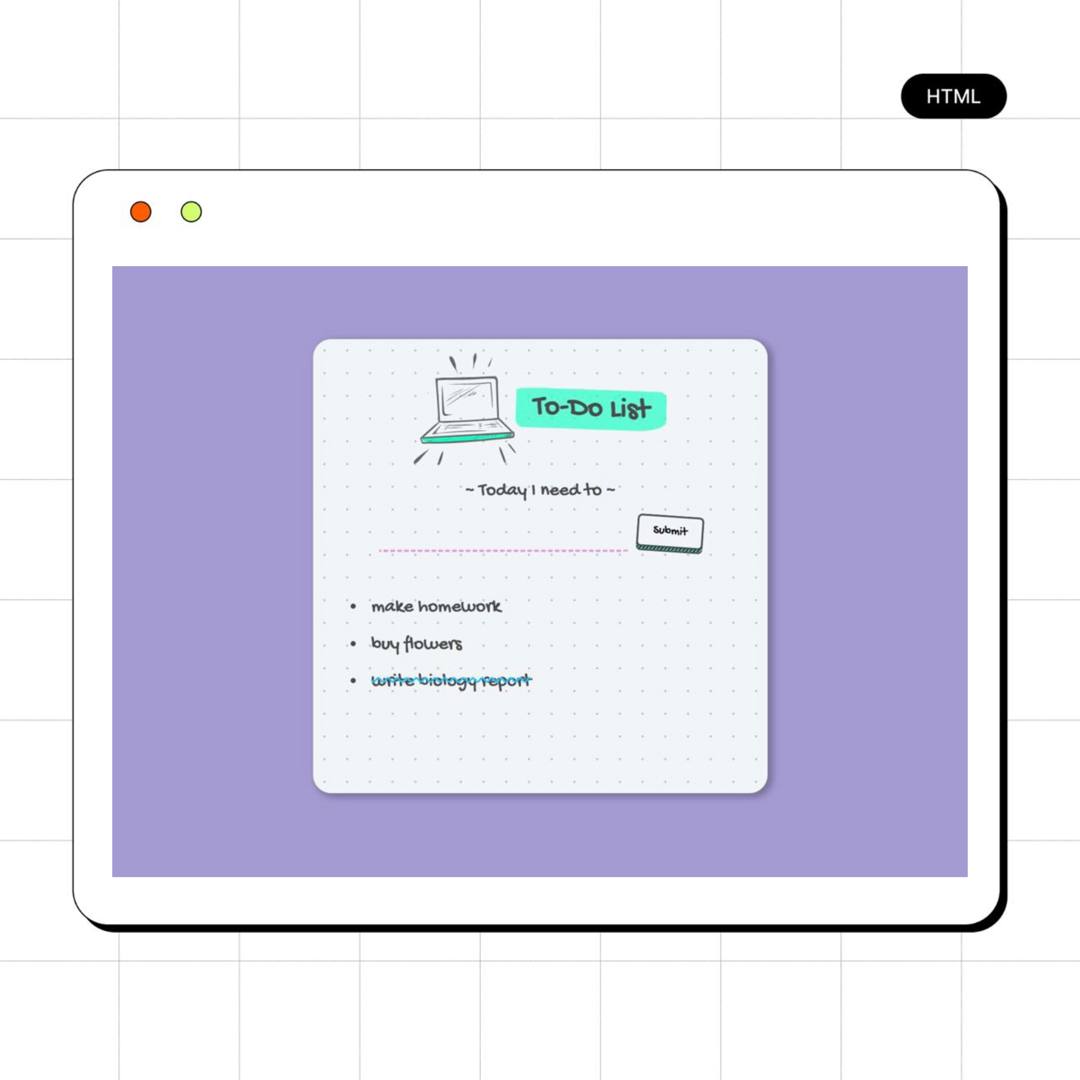 HTML
To-Do List
~ Today I need to ~
Submit
• make homework
• buy flowers
• write biology report